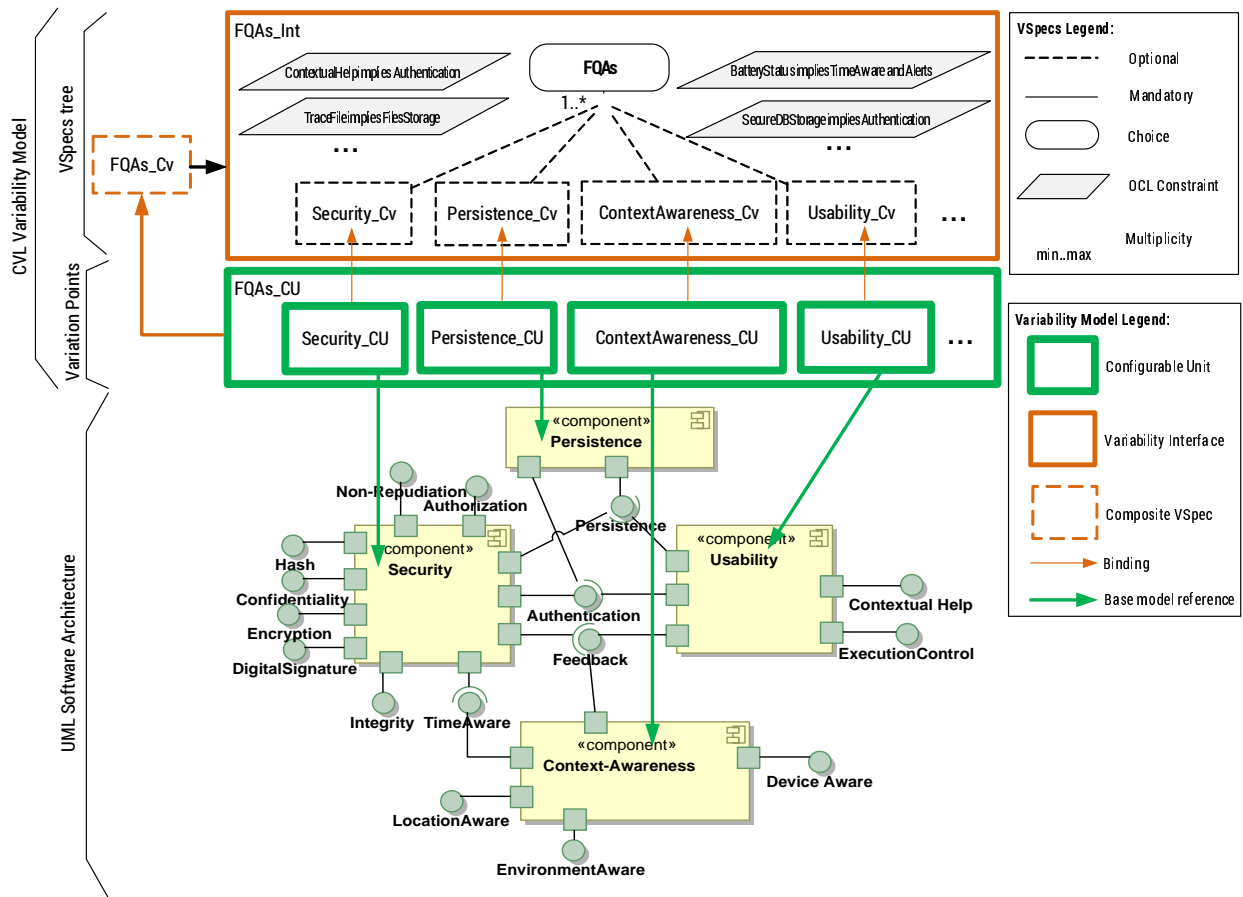 CVL Variability Model
VSpecs tree
Variation Points
UML Software Architecture
FQAs_Cv
FQAs_Int
ContextualHelp implies Authentication
TraceFile implies FilesStorage
...
FQAs
1..*
BatteryStatus implies TimeAware and Alerts
SecureDBStorage implies Authentication
...
Security_Cv
Persistence_Cv
ContextAwareness_Cv
Usability_Cv
...
FQAs_CU
Security_CU
Persistence_CU
ContextAwareness_CU
Usability_CU
...
VSpecs Legend:
Optional
Mandatory
Choice
OCL Constraint
min..max
Multiplicity
Variability Model Legend:
Configurable Unit
Variability Interface
Composite VSpec
Binding
Base model reference
«component»
Persistence
Non-Repudiation
Authorization
Persistence
component»
Security
«component»
Usability
Hash
Confidentiality
Encryption
DigitalSignature
Authentication
Feedback
Contextual Help
ExecutionControl
Integrity
TimeAware
«component»
Context-Awareness
Device Aware
LocationAware
EnvironmentAware